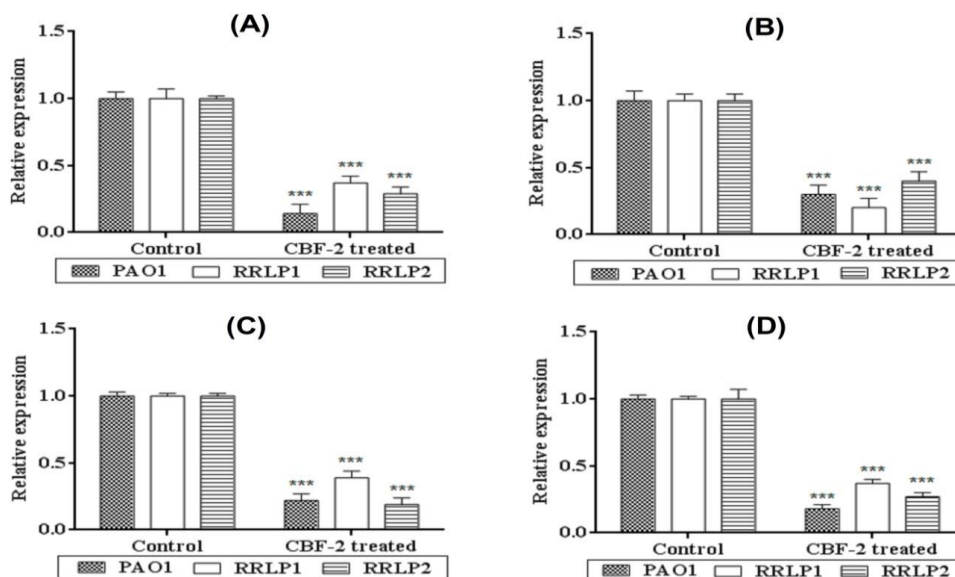 (A)
Relative expression
1.5
1.0
0.5
0.0
*** *** ***
Control CBF-2 treated
PAO1 RRLP1 RRLP2
(B)
Relative expression
1.5
1.0
0.5
0.0
*** *** ***
Control CBF-2 treated
PAO1 RRLP1 RRLP2
(C)
Relative expression
1.5
1.0
0.5
0.0
*** *** ***
Control CBF-2 treated
PAO1 RRLP1 RRLP2
(D)
Relative expression
1.5
1.0
0.5
0.0
*** *** ***
Control CBF-2 treated
PAO1 RRLP1 RRLP2